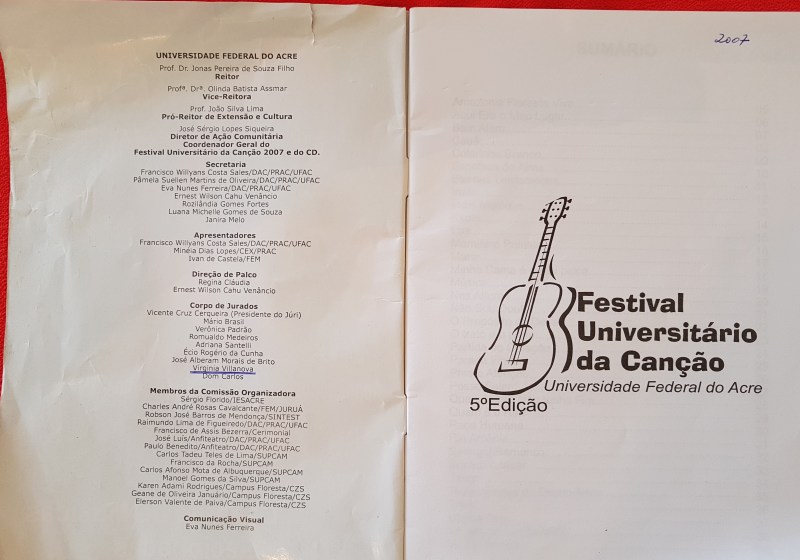 UNIVERSIDADE FEDERAL DO ACRE
Prof. Dr. Jonas Pereira de Souza Filho
Reitor
Profª. Drª. Olinda Batista Assmar
Vice-Reitora
Prof. João Silva Lima
Pró-Reitor de Extensão e Cultura
José Sérgio Lopes Siqueira
Diretor de Ação Comunitária
Coordenador Geral do
Festival Universitário da Canção 2007 e do CD.
Secretaria
Francisco Willyans Costa Sales/DAC/PRAC/UFAC
Pâmela Suellen Martins de Oliveira/DAC/PRAC/UFAC
Eva Nunes Ferreira/DAC/PRAC/UFAC
Ernest Wilson Cahu Venâncio
Rozilândia Gomes Fortes
Luana Michelle Gomes de Souza
Janira Melo
Apresentadores
Francisco Willyans Costa Sales/DAC/PRAC/UFAC
Minéia Dias Lopes/CEX/PRAC
Ivan de Castela/FEM
Direção de Palco
Regina Cláudia
Ernest Wilson Cahu Venâncio
Corpo de Jurados
Vicente Cruz Cerqueira (Presidente do Júri)
Mário Brasil
Verônica Padrão
Romualdo Medeiros
Adriana Santelli
Écio Rogério da Cunha
José Alberam Morais de Brito
Virginia Villanova
Dom Carlos
Membros da Comissão Organizadora
Sérgio Florido/IESACRE
Charles André Rosas Cavalcante/FEM/JURUÁ
Robson José Barros de Mendonça/SINTEST
Raimundo Lima de Figueiredo/DAC/PRAC/UFAC
Francisco de Assis Bezerra/Cerimonial
José Luís/Anfiteatro/DAC/PRAC/UFAC
Paulo Benedito/Anfiteatro/DAC/PRAC/UFAC
Carlos Tadeu Teles de Lima/SUPCAM
Francisco da Rocha/SUPCAM
Carlos Afonso Mota de Albuquerque/SUPCAM
Manoel Gomes da Silva/SUPCAM
Karen Adami Rodrigues/Campus Floresta/CZS
Geane de Oliveira Januário/Campus Floresta/CZS
Elerson Valente de Paiva/Campus Floresta/CZS
Comunicação Visual
Eva Nunes Ferreira
2007
Festival
Universitário
da Canção
Universidade Federal do Acre
5ºEdição